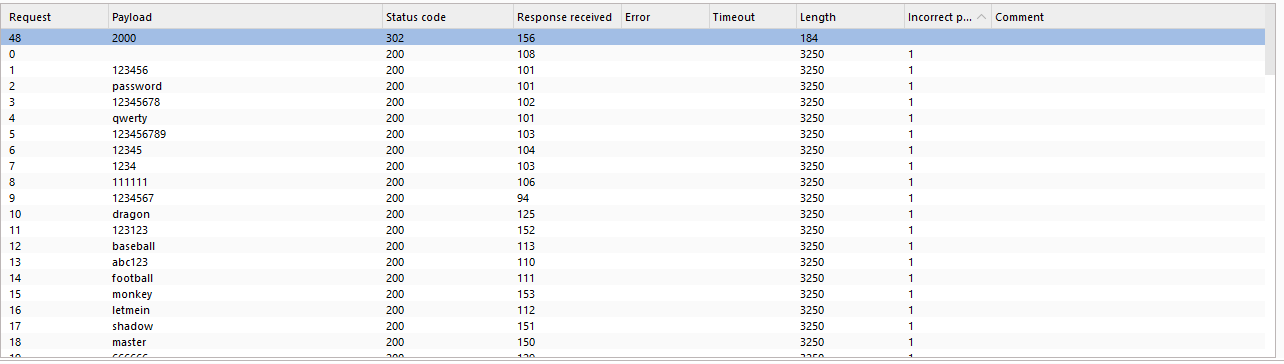 Request Payload Status code Response received Error Timeout Length Incorrect p... Comment
48 2000 302 156 184
0 200 108 3250 1
1 123456 200 101 3250 1
2 password 200 101 3250 1
3 12345678 200 102 3250 1
4 qwerty 200 101 3250 1
5 123456789 200 103 3250 1
6 12345 200 104 3250 1
7 1234 200 103 3250 1
8 111111 200 106 3250 1
9 1234567 200 94 3250 1
10 dragon 200 125 3250 1
11 123123 200 152 3250 1
12 baseball 200 113 3250 1
13 abc123 200 110 3250 1
14 football 200 111 3250 1
15 monkey 200 153 3250 1
16 letmein 200 112 3250 1
17 shadow 200 151 3250 1
18 master 200 150 3250 1